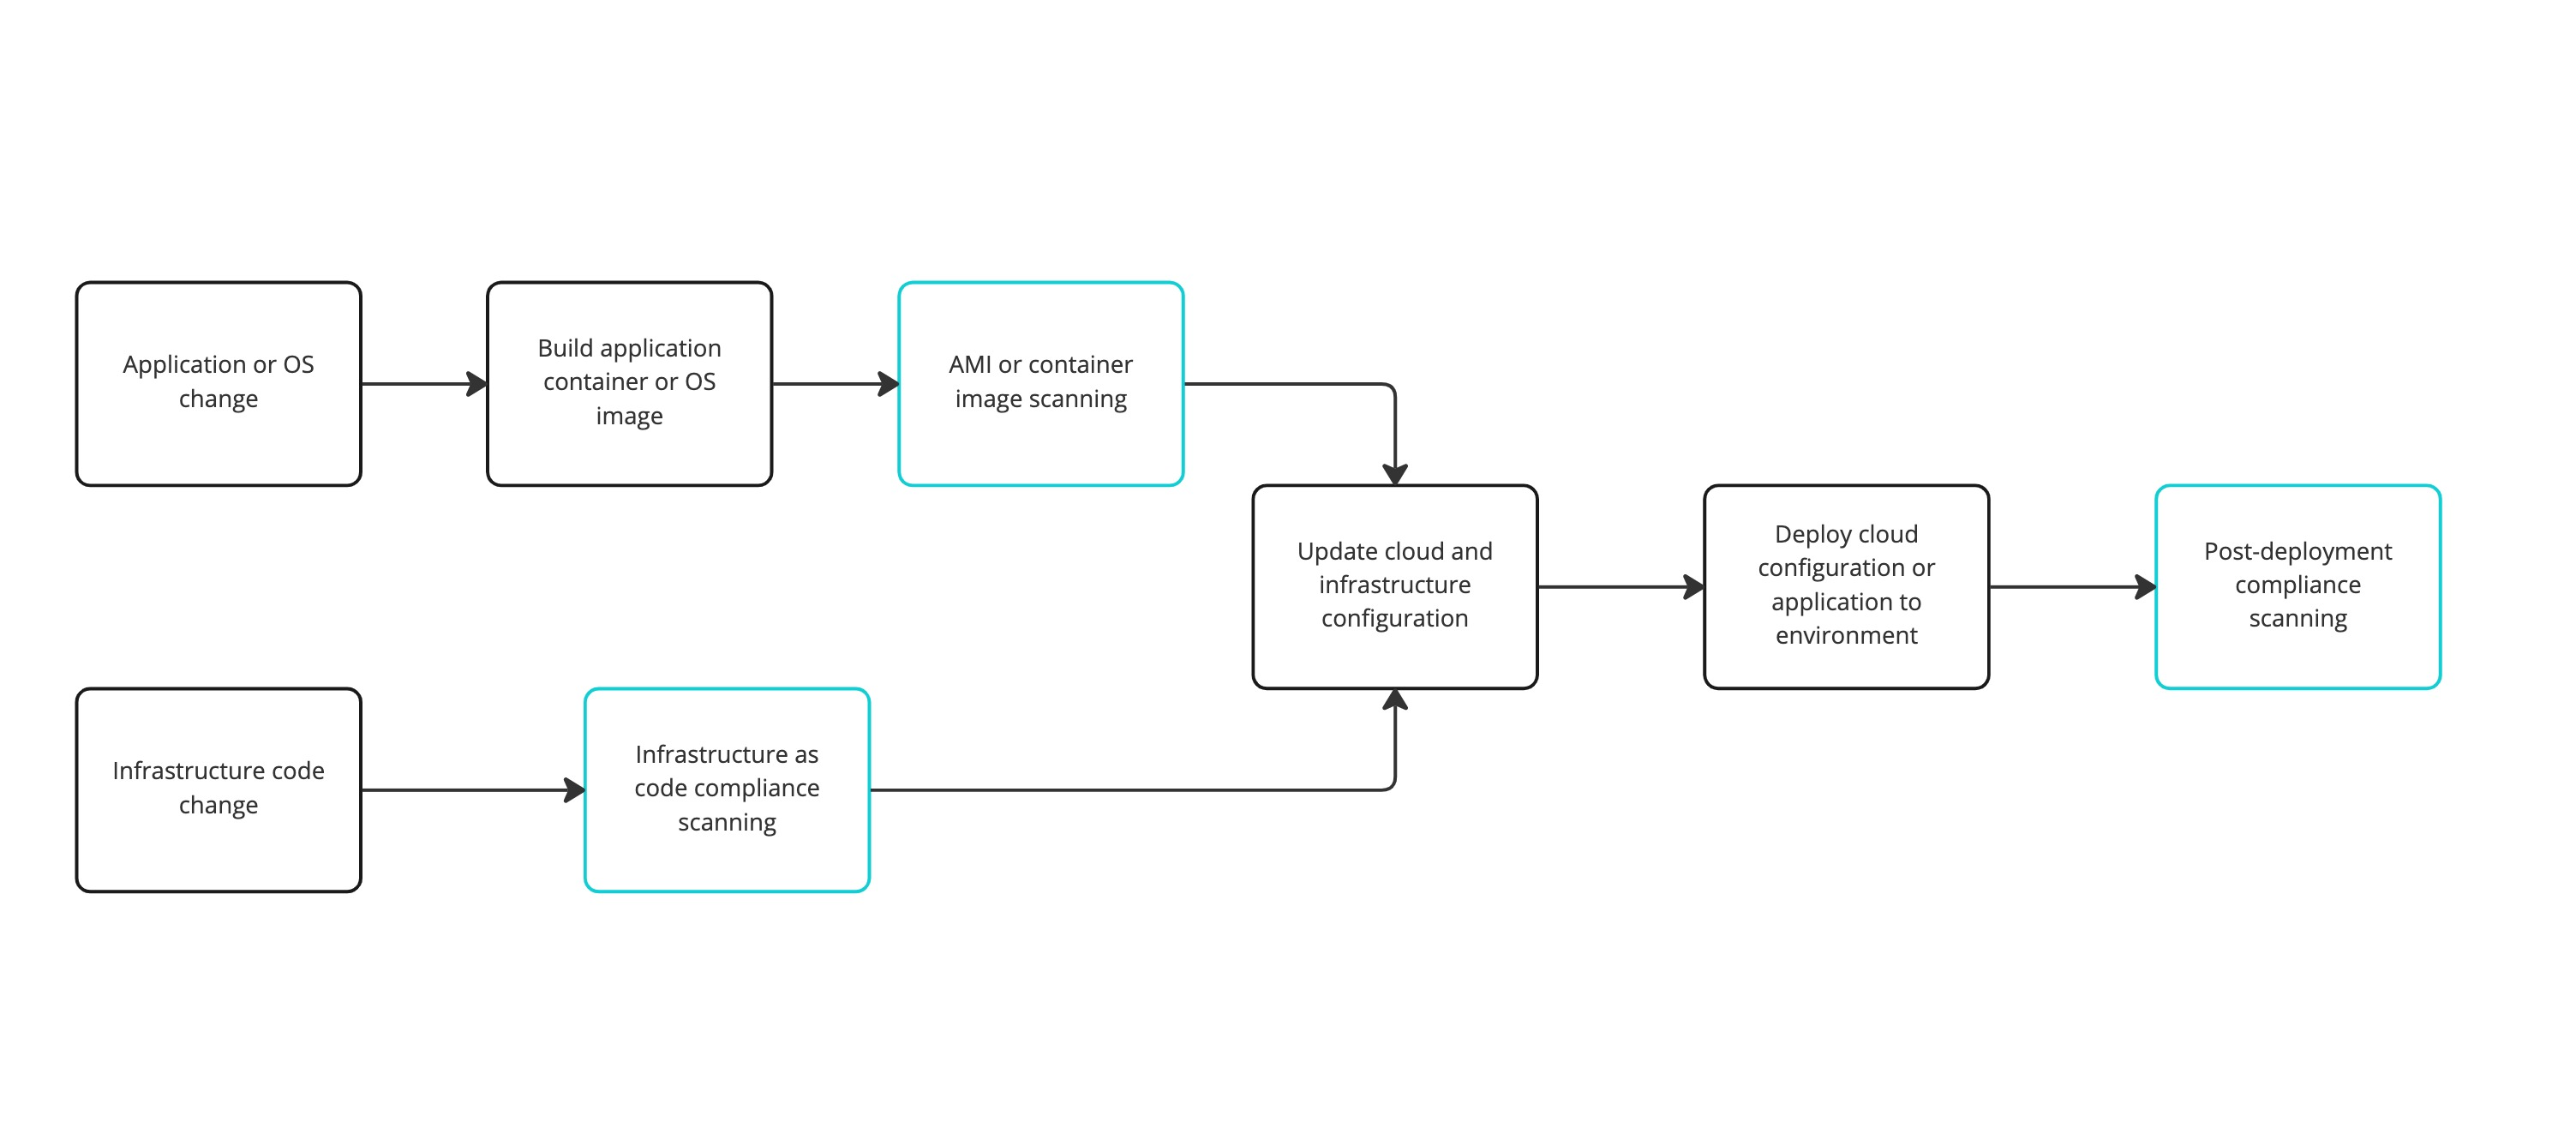 Application or OS
change
Build application
container or OS
image
AMI or container
image scanning
Update cloud and
infrastructure
configuration
Deploy cloud
configuration or
application to
environment
Post-deployment
compliance
scanning
Infrastructure code
change
Infrastructure as
code compliance
scanning